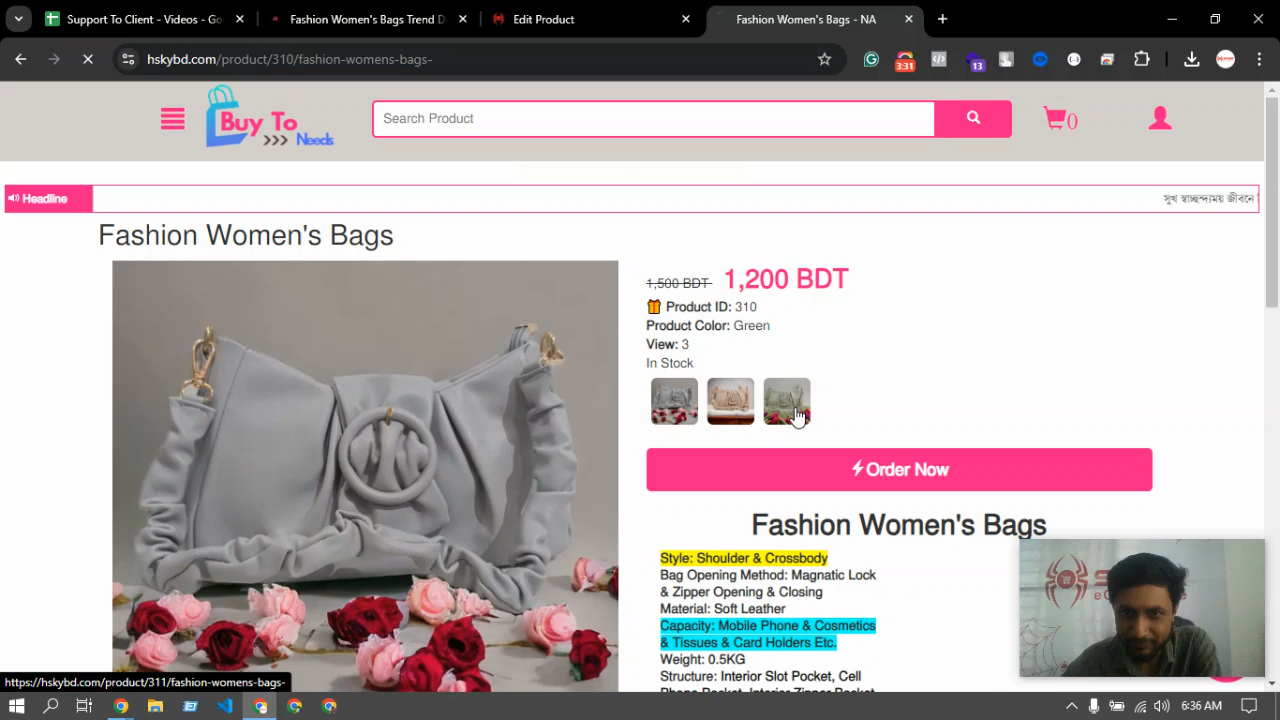 Support To Client - Videos - Go
Fashion Women's Bags Trend D
Edit Product
Fashion Women's Bags - NA
hskybd.com/product/310/fashion-womens-bags-
3:31
13
Buy To
>>> Needs
Search Product
0
Headline
সুখ স্বাচ্ছন্দ্যময় জীবনে
Fashion Women's Bags
1,500 BDT 1,200 BDT
Product ID: 310
Product Color: Green
View: 3
In Stock
Order Now
Fashion Women's Bags
Style: Shoulder & Crossbody
Bag Opening Method: Magnatic Lock
& Zipper Opening & Closing
Material: Soft Leather
Capacity: Mobile Phone & Cosmetics
& Tissues & Card Holders Etc.
Weight: 0.5KG
Structure: Interior Slot Pocket, Cell
Phone Pocket, Interior Zipper Pocket
https://hskybd.com/product/311/fashion-womens-bags-
6:36 AM